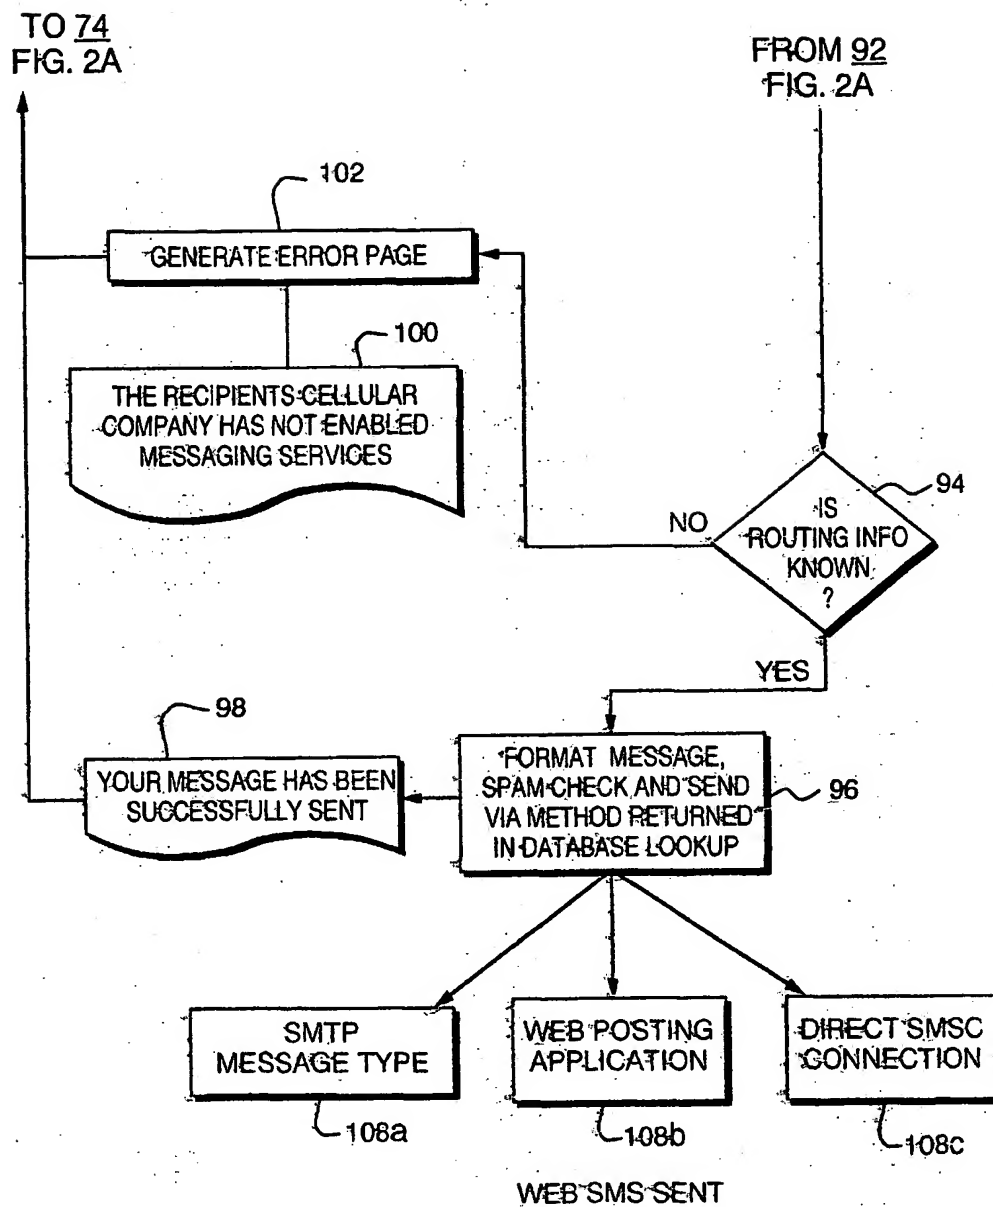 TO 74
FIG. 2A
FROM 92
FIG. 2A
102
GENERATE ERROR PAGE
100
THE RECIPIENTS CELLULAR
COMPANY HAS NOT ENABLED
MESSAGING SERVICES
94
IS
ROUTING INFO
KNOWN
?
NO
YES
98
YOUR MESSAGE HAS BEEN
SUCCESSFULLY SENT
FORMAT MESSAGE,
SPAM CHECK AND SEND
VIA METHOD RETURNED
IN DATABASE LOOKUP
96
SMTP
MESSAGE TYPE
WEB POSTING
APPLICATION
DIRECT SMSC
CONNECTION
108a
108b
108c
WEB SMS SENT